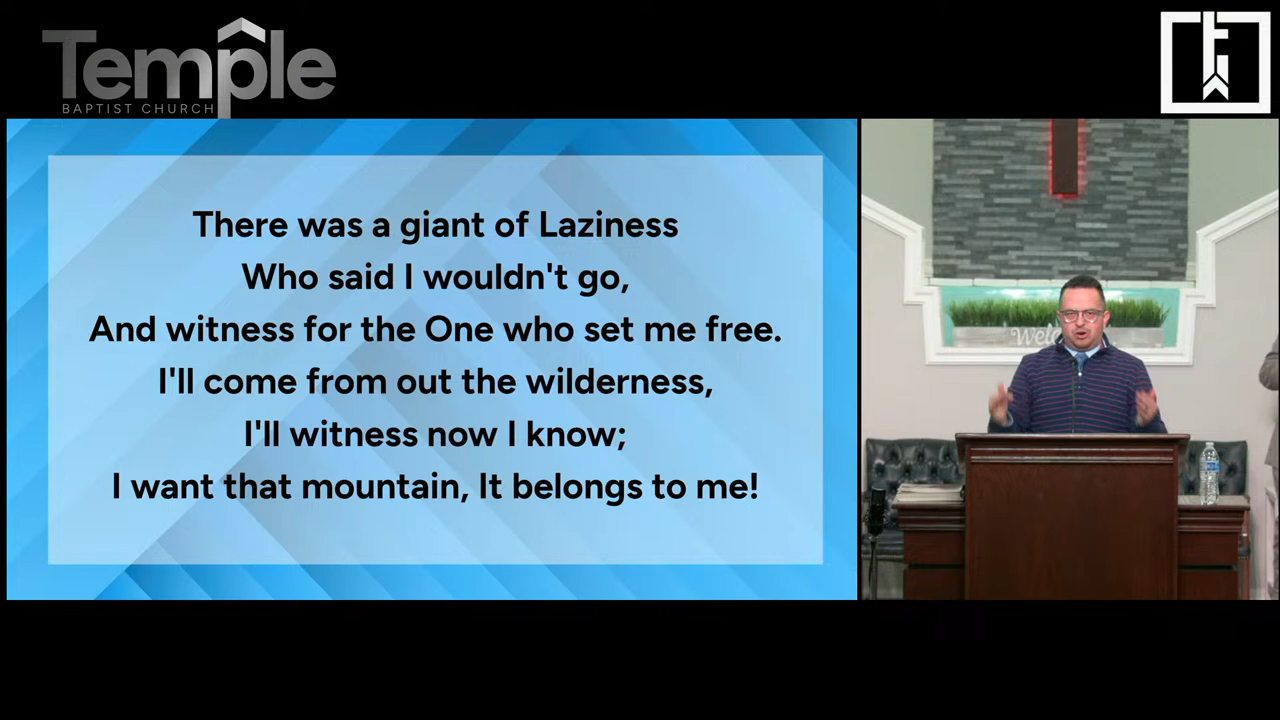 Temple
BAPTIST CHURCH
There was a giant of Laziness
Who said I wouldn't go,
And witness for the One who set me free.
I'll come from out the wilderness,
I'll witness now I know;
I want that mountain, It belongs to me!